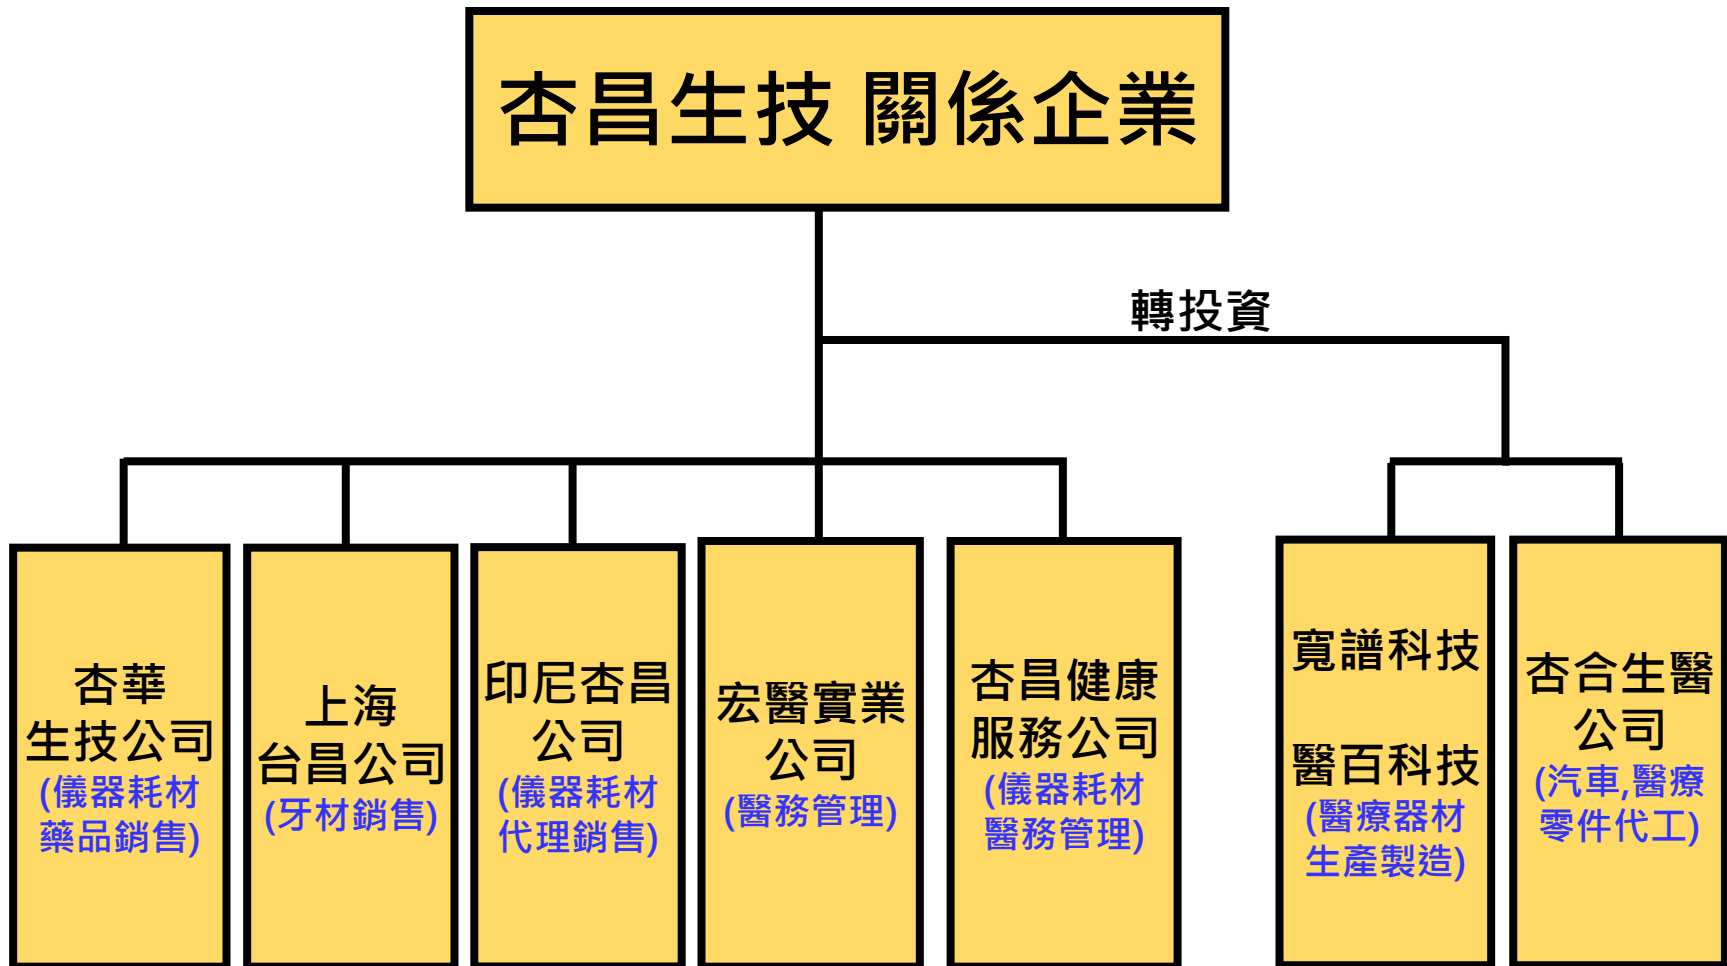 杏昌生技 關係企業
轉投資
杏華
生技公司
(儀器耗材
藥品銷售)
上海
台昌公司
(牙材銷售)
印尼杏昌
公司
(儀器耗材
代理銷售)
宏醫實業
公司
(醫務管理)
杏昌健康
服務公司
(儀器耗材
醫務管理)
寬譜科技
醫百科技
(醫療器材
生產製造)
杏合生醫
公司
(汽車,醫療
零件代工)